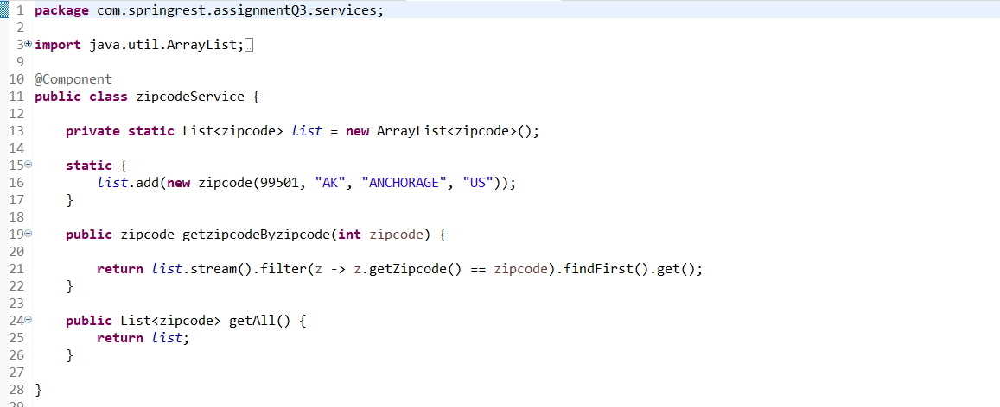 1 package com.springrest.assignmentQ3.services;
2
3 import java.util.ArrayList;
9
10 @Component
11 public class zipcodeService {
12
13     private static List<zipcode> list = new ArrayList<zipcode>();
14
15     static {
16         list.add(new zipcode(99501, "AK", "ANCHORAGE", "US"));
17     }
18
19     public zipcode getzipcodeByzipcode(int zipcode) {
20
21         return list.stream().filter(z -> z.getZipcode() == zipcode).findFirst().get();
22     }
23
24     public List<zipcode> getAll() {
25         return list;
26     }
27
28 }
29